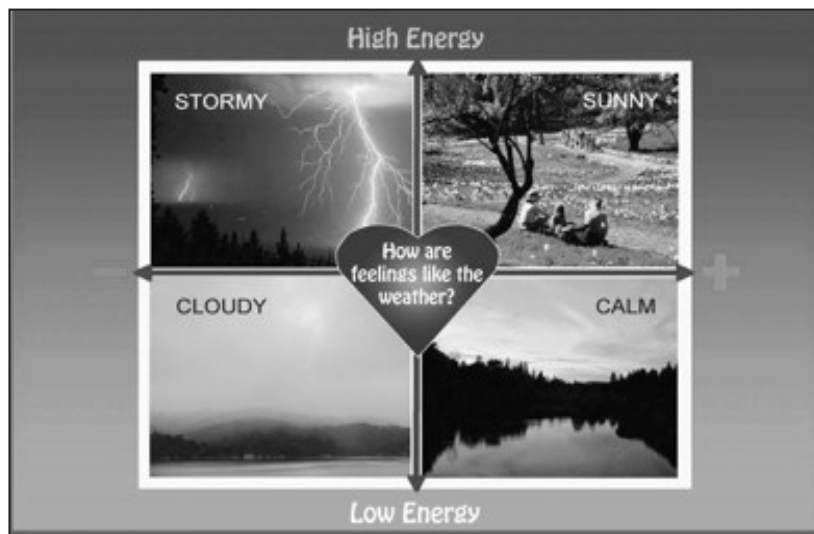 High Energy
STORMY
SUNNY
How are
feelings like the
weather?
CLOUDY
CALM
Low Energy